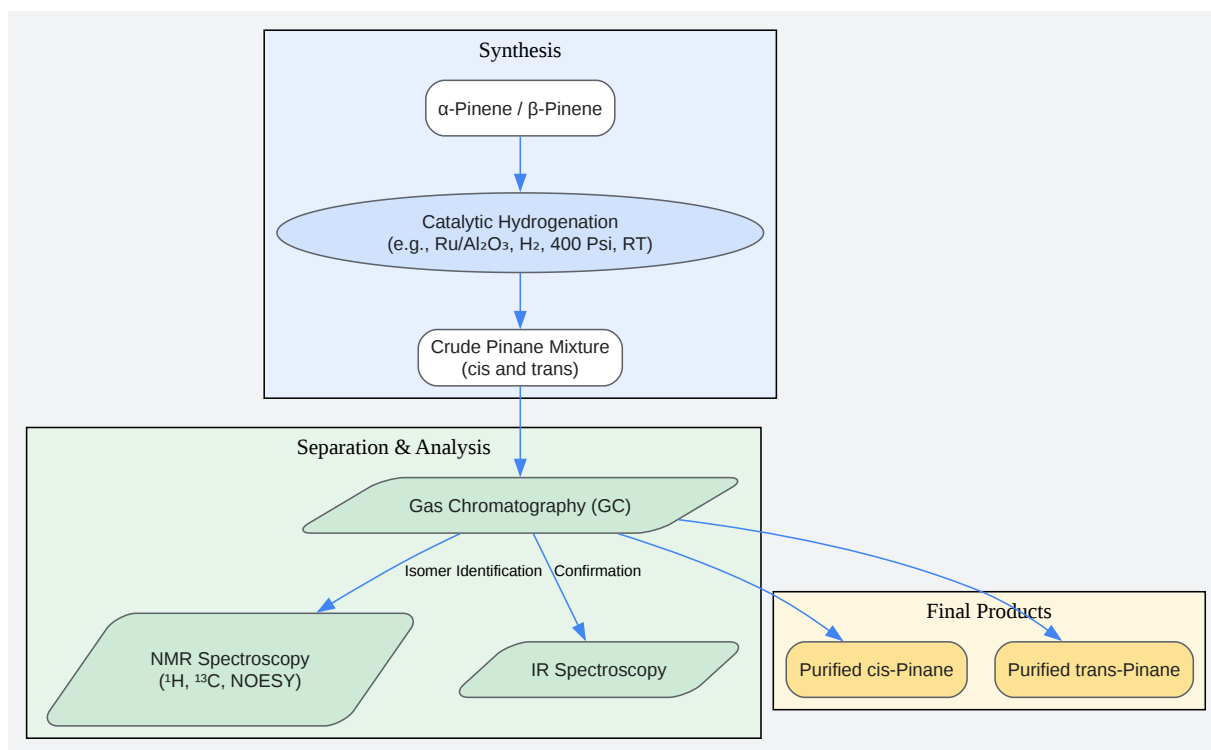 Synthesis
α-Pinene / β-Pinene
Catalytic Hydrogenation
(e.g., Ru/Al₂O₃, H₂, 400 Psi, RT)
Crude Pinane Mixture
(cis and trans)
Separation & Analysis
Gas Chromatography (GC)
Isomer Identification
Confirmation
NMR Spectroscopy
(¹H, ¹³C, NOESY)
IR Spectroscopy
Final Products
Purified cis-Pinane
Purified trans-Pinane